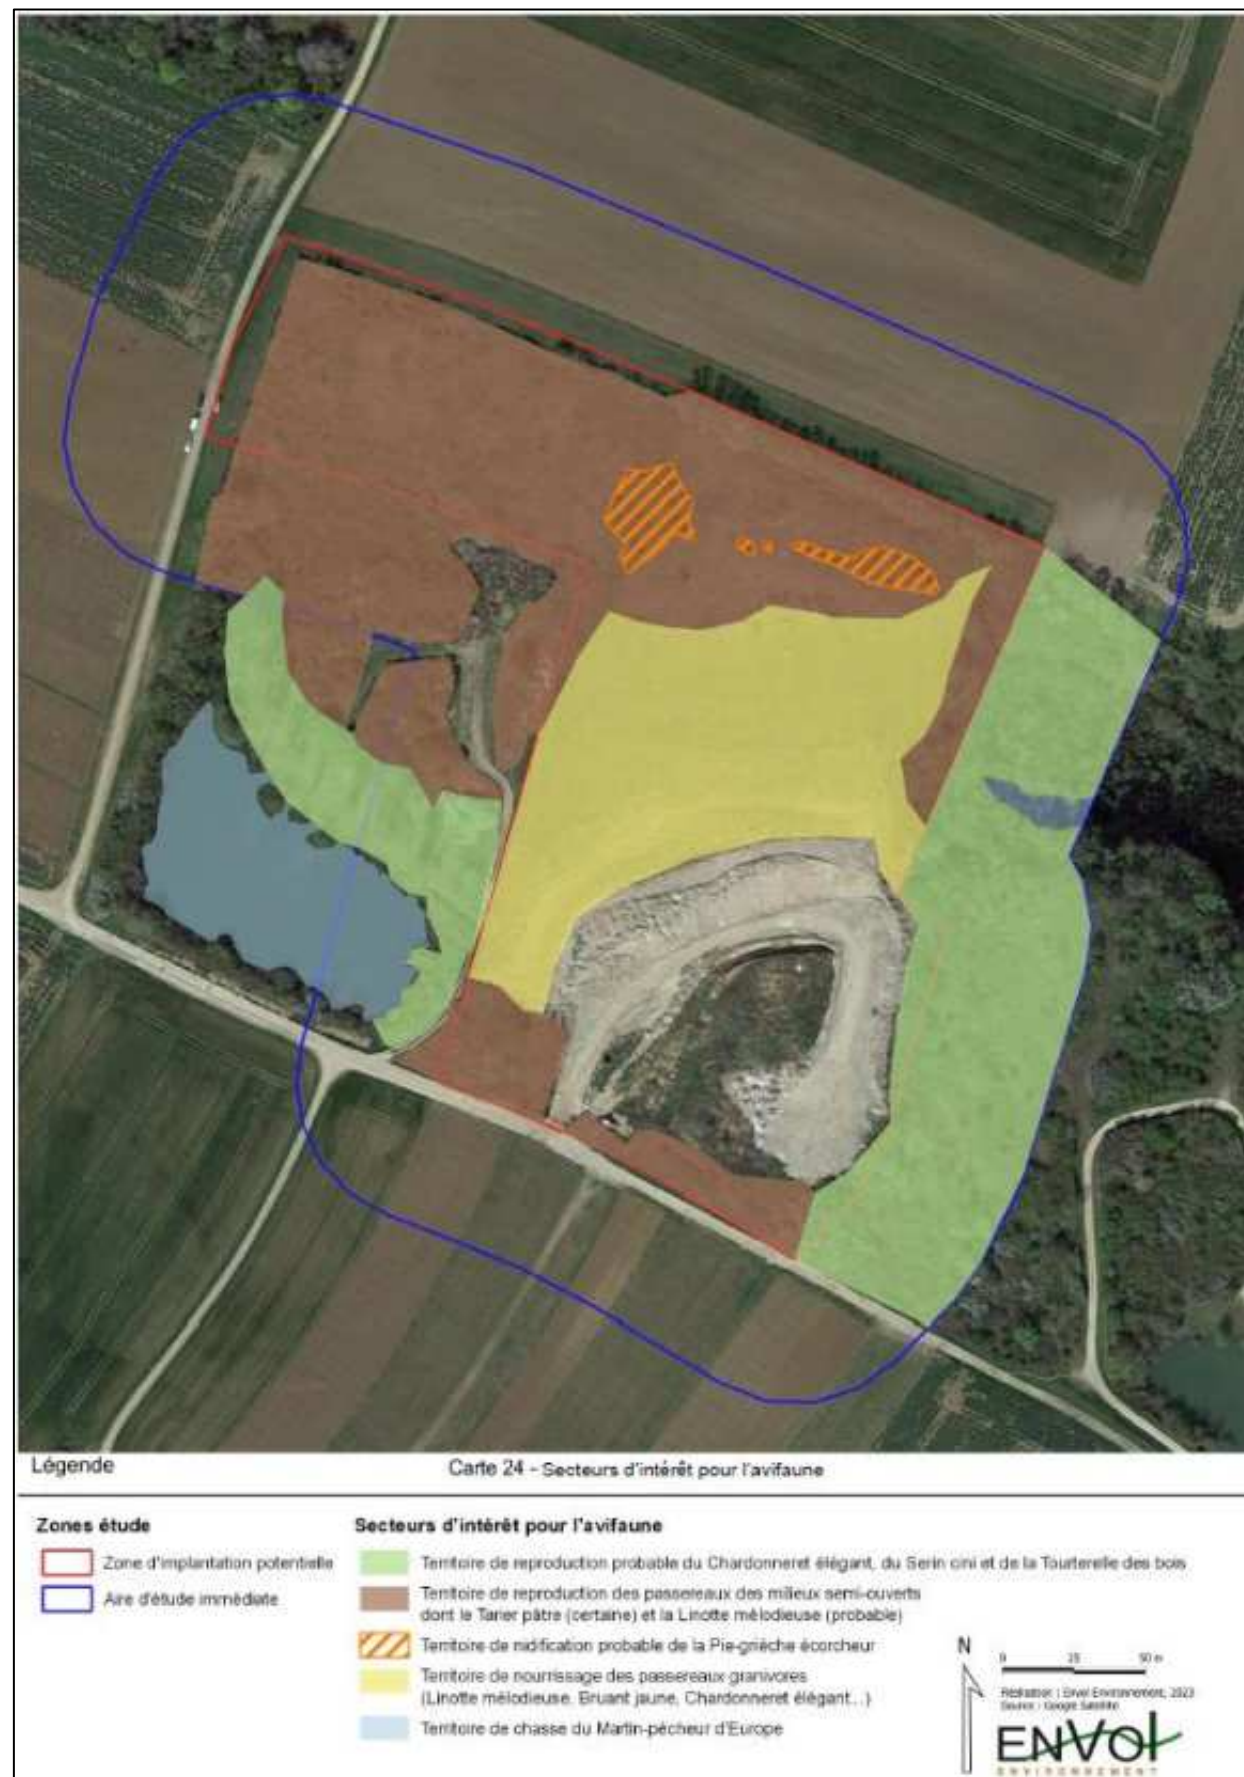 Légende
Carte 24 - Secteurs d'intérêt pour l'avifaune
Zones étude
Zone d'implantation potentielle
Aire d'étude immédiate
Secteurs d'intérêt pour l'avifaune
Territoire de reproduction probable du Chardonneret élégant, du Serin cini et de la Tourterelle des bois
Territoire de reproduction des passereaux des milieux semi-ouverts
dont le Tarier pâtre (certaine) et la Linotte mélodieuse (probable)
Territoire de nidification probable de la Pie-grièche écorcheur
Territoire de nourrissage des passereaux granivores
(Linotte mélodieuse, Bruant jaune, Chardonneret élégant...)
Territoire de chasse du Martin-pêcheur d'Europe
N
0 25 50 m
Réalisation : Envol Environnement, 2023
Source : Google Satellite
ENVOL
ENVIRONNEMENT